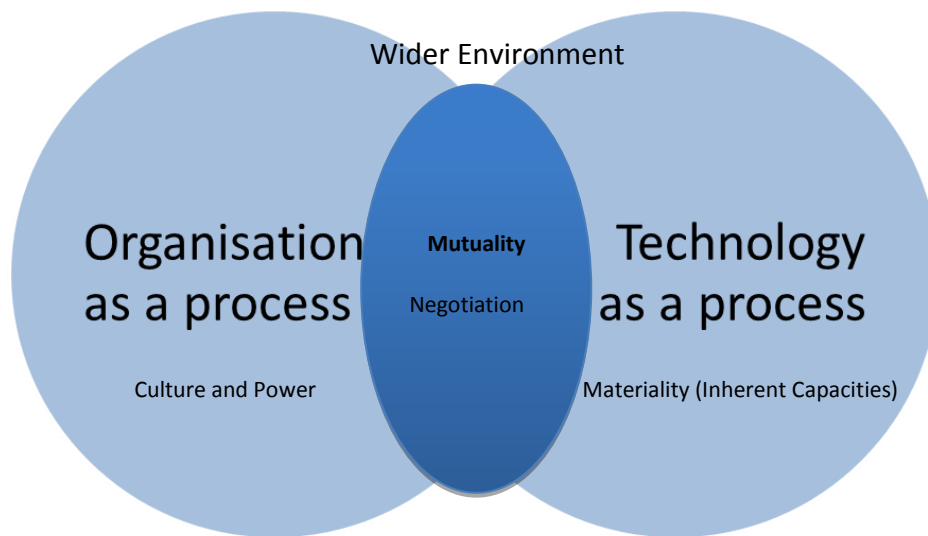 Wider Environment
Organisation
as a process
Culture and Power
Mutuality
Negotiation
Technology
as a process
Materiality (Inherent Capacities)